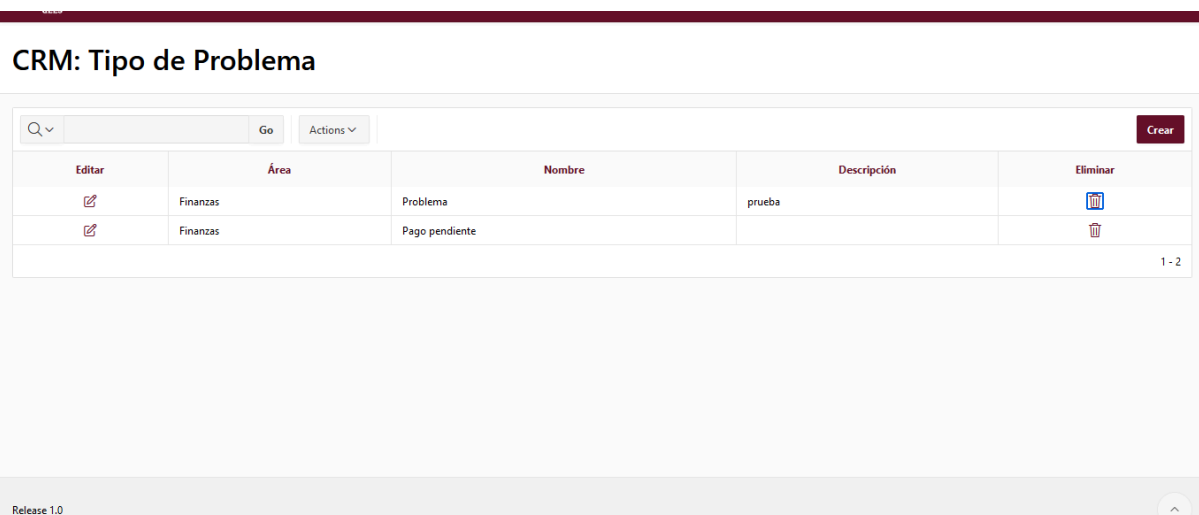 CRM: Tipo de Problema
Go Actions Crear
Editar Área Nombre Descripción Eliminar
Finanzas Problema prueba
Finanzas Pago pendiente
1 - 2
Release 1.0